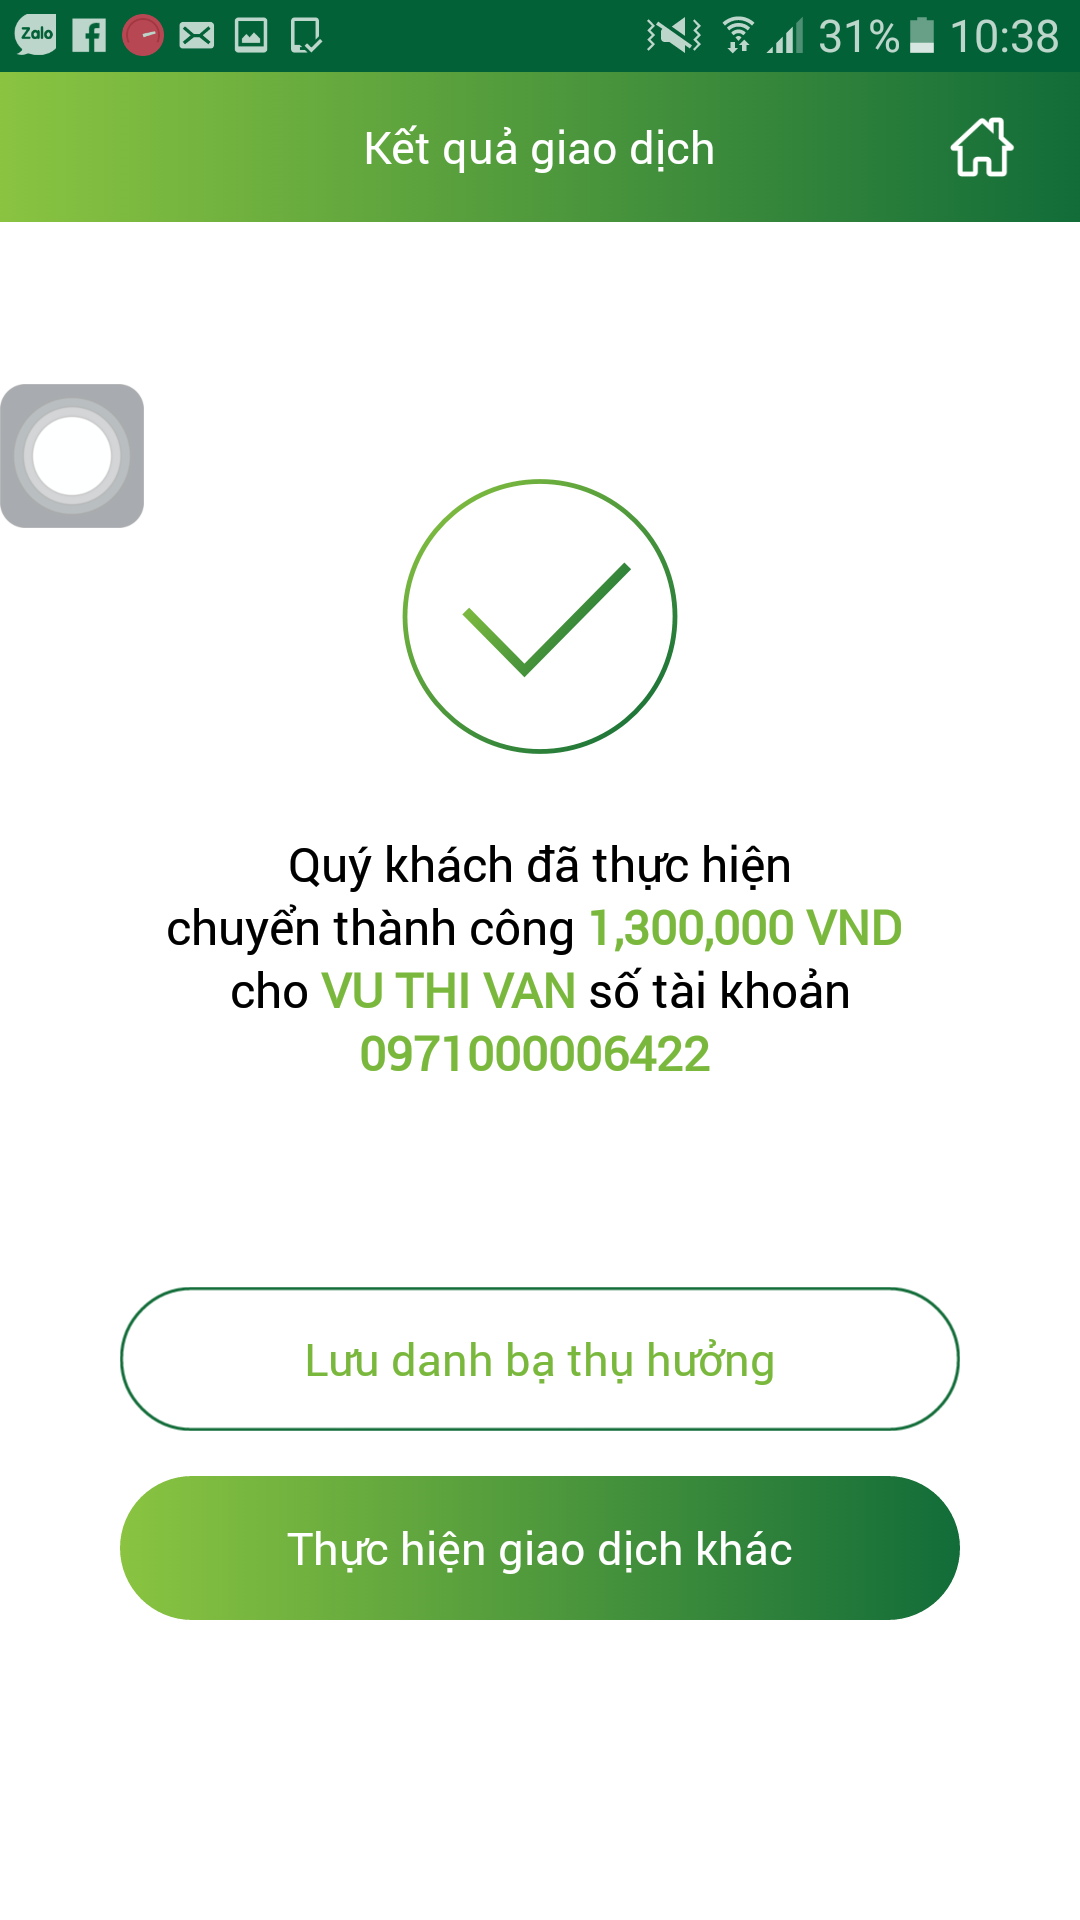 Zalo
31% 10:38
Kết quả giao dịch
Quý khách đã thực hiện
chuyển thành công 1,300,000 VND
cho VU THI VAN số tài khoản
0971000006422
Lưu danh bạ thụ hưởng
Thực hiện giao dịch khác